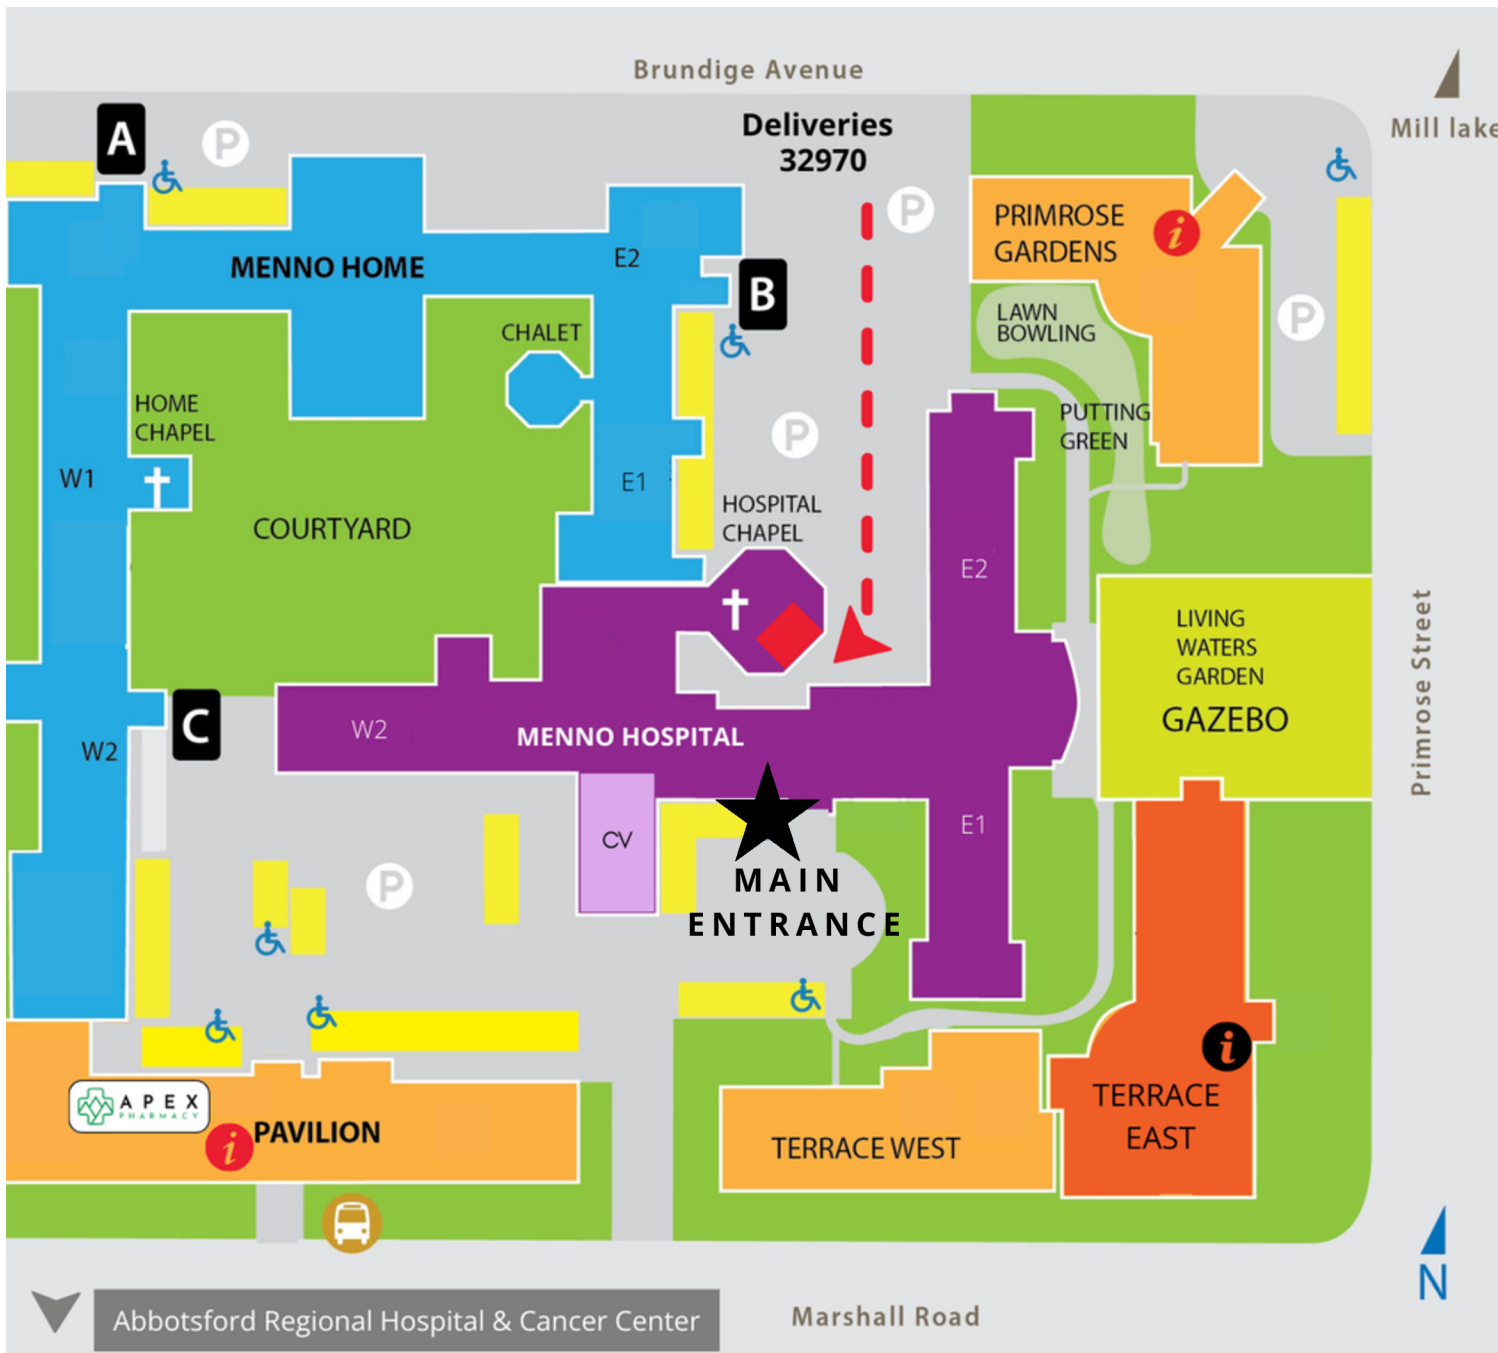 Brundige Avenue
Mill lake
A
P
Deliveries
32970
P
PRIMROSE
GARDENS
i
MENNO HOME
E2
B
LAWN
BOWLING
P
CHALET
HOME
CHAPEL
PUTTING
GREEN
P
W1
E1
COURTYARD
HOSPITAL
CHAPEL
E2
LIVING
WATERS
GARDEN
GAZEBO
Primrose Street
C
W2
MENNO HOSPITAL
W2
CV
E1
P
MAIN
ENTRANCE
i
APEX
PHARMACY
i
PAVILION
TERRACE WEST
TERRACE
EAST
N
Abbotsford Regional Hospital & Cancer Center
Marshall Road